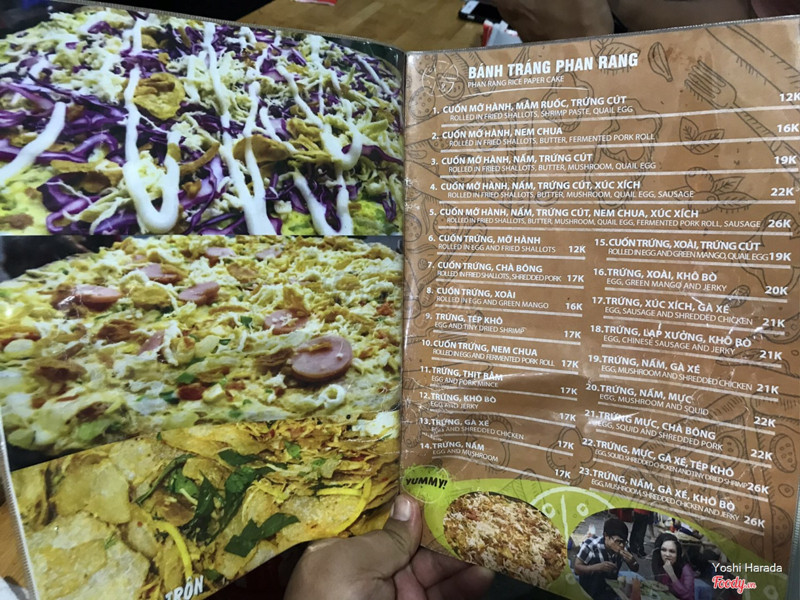 BÁNH TRÁNG PHAN RANG
PHAN RANG RICE PAPER CAKE
1. CUỐN MỠ HÀNH, MẮM RUỐC, TRỨNG CÚT 12K
ROLLED IN FRIED SHALLOTS, SHRIMP PASTE, QUAIL EGG
2. CUỐN MỠ HÀNH, NEM CHUA 16K
ROLLED IN FRIED SHALLOTS, BUTTER, FERMENTED PORK ROLL
3. CUỐN MỠ HÀNH, NẤM, TRỨNG CÚT 19K
ROLLED IN FRIED SHALLOTS, BUTTER, MUSHROOM, QUAIL EGG
4. CUỐN MỠ HÀNH, NẤM, TRỨNG CÚT, XÚC XÍCH 22K
ROLLED IN FRIED SHALLOTS, BUTTER, MUSHROOM, QUAIL EGG, SAUSAGE
5. CUỐN MỠ HÀNH, NẤM, TRỨNG CÚT, NEM CHUA, XÚC XÍCH
ROLLED IN FRIED SHALLOTS, BUTTER, MUSHROOM, QUAIL EGG, FERMENTED PORK ROLL, SAUSAGE 26K
6. CUỐN TRỨNG, MỠ HÀNH
ROLLED IN EGG AND FRIED SHALLOTS 12K
7. CUỐN TRỨNG, CHÀ BÔNG
ROLLED IN FRIED SHALLOTS, SHREDDED PORK 17K
8. CUỐN TRỨNG, XOÀI
ROLLED IN EGG AND GREEN MANGO 16K
9. TRỨNG, TÉP KHÔ
EGG AND TINY DRIED SHRIMP 17K
10. CUỐN TRỨNG, NEM CHUA
ROLLED IN EGG AND FERMENTED PORK ROLL 17K
11. TRỨNG, THỊT BẰM
EGG AND PORK MINCE 17K
12. TRỨNG, KHÔ BÒ
EGG AND JERKY 17K
13. TRỨNG, GÀ XÉ
EGG AND SHREDDED CHICKEN 17K
14. TRỨNG, NẤM
EGG AND MUSHROOM 17K
15. CUỐN TRỨNG, XOÀI, TRỨNG CÚT
ROLLED IN EGG AND GREEN MANGO, QUAIL EGG 19K
16. TRỨNG, XOÀI, KHÔ BÒ
EGG, GREEN MANGO AND JERKY 20K
17. TRỨNG, XÚC XÍCH, GÀ XÉ
EGG, SAUSAGE AND SHREDDED CHICKEN 21K
18. TRỨNG, LẠP XƯỞNG, KHÔ BÒ
EGG, CHINESE SAUSAGE AND JERKY 21K
19. TRỨNG, NẤM, GÀ XÉ
EGG, MUSHROOM AND SHREDDED CHICKEN 21K
20. TRỨNG, NẤM, MỰC
EGG, MUSHROOM AND SQUID 22K
21. TRỨNG MỰC, CHÀ BÔNG
EGG, SQUID AND SHREDDED PORK 22K
22. TRỨNG, MỰC, GÀ XÉ, TÉP KHÔ
EGG, SQUID, SHREDDED CHICKEN AND TINY DRIED SHRIMP 26K
23. TRỨNG, NẤM, GÀ XÉ, KHÔ BÒ
EGG, MUSHROOM, SHREDDED CHICKEN AND JERKY 26K
YUMMY!
TRỘN
Yoshi Harada
Foody.vn